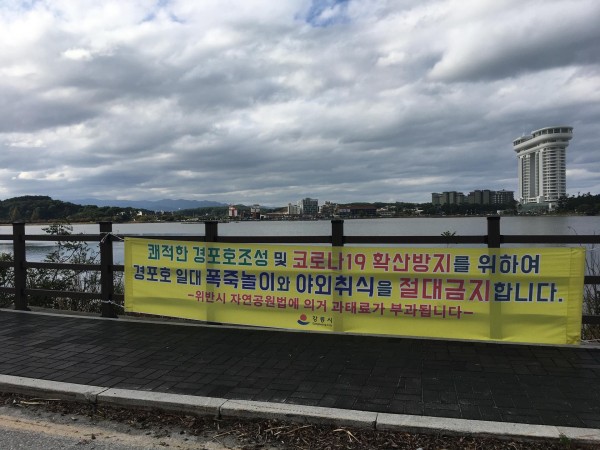 쾌적한 경포호조성 및 코로나19 확산방지를 위하여
경포호 일대 폭죽놀이와 야외취식을 절대금지합니다.
-위반시 자연공원법에 의거 과태료가 부과됩니다-
강릉시